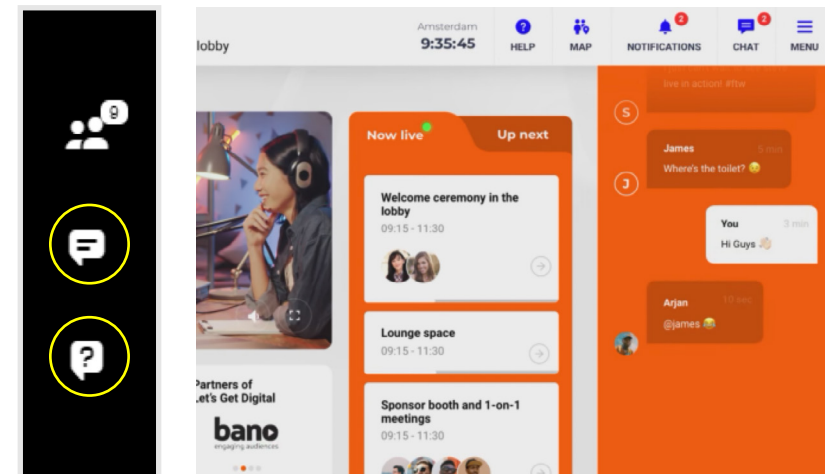 9
?
lobby
Amsterdam
9:35:45
?
HELP
MAP
2
NOTIFICATIONS
2
CHAT
MENU
Now live
Up next
Welcome ceremony in the
lobby
09:15 - 11:30
Lounge space
09:15 - 11:30
Sponsor booth and 1-on-1
meetings
09:15 - 11:30
Partners of
Let's Get Digital
bano
engaging audiences
live in action! #ftw
S
James
5 min
Where's the toilet? 😥
J
You
3 min
Hi Guys 👋🏻
Arjan
10 sec
@james 😂